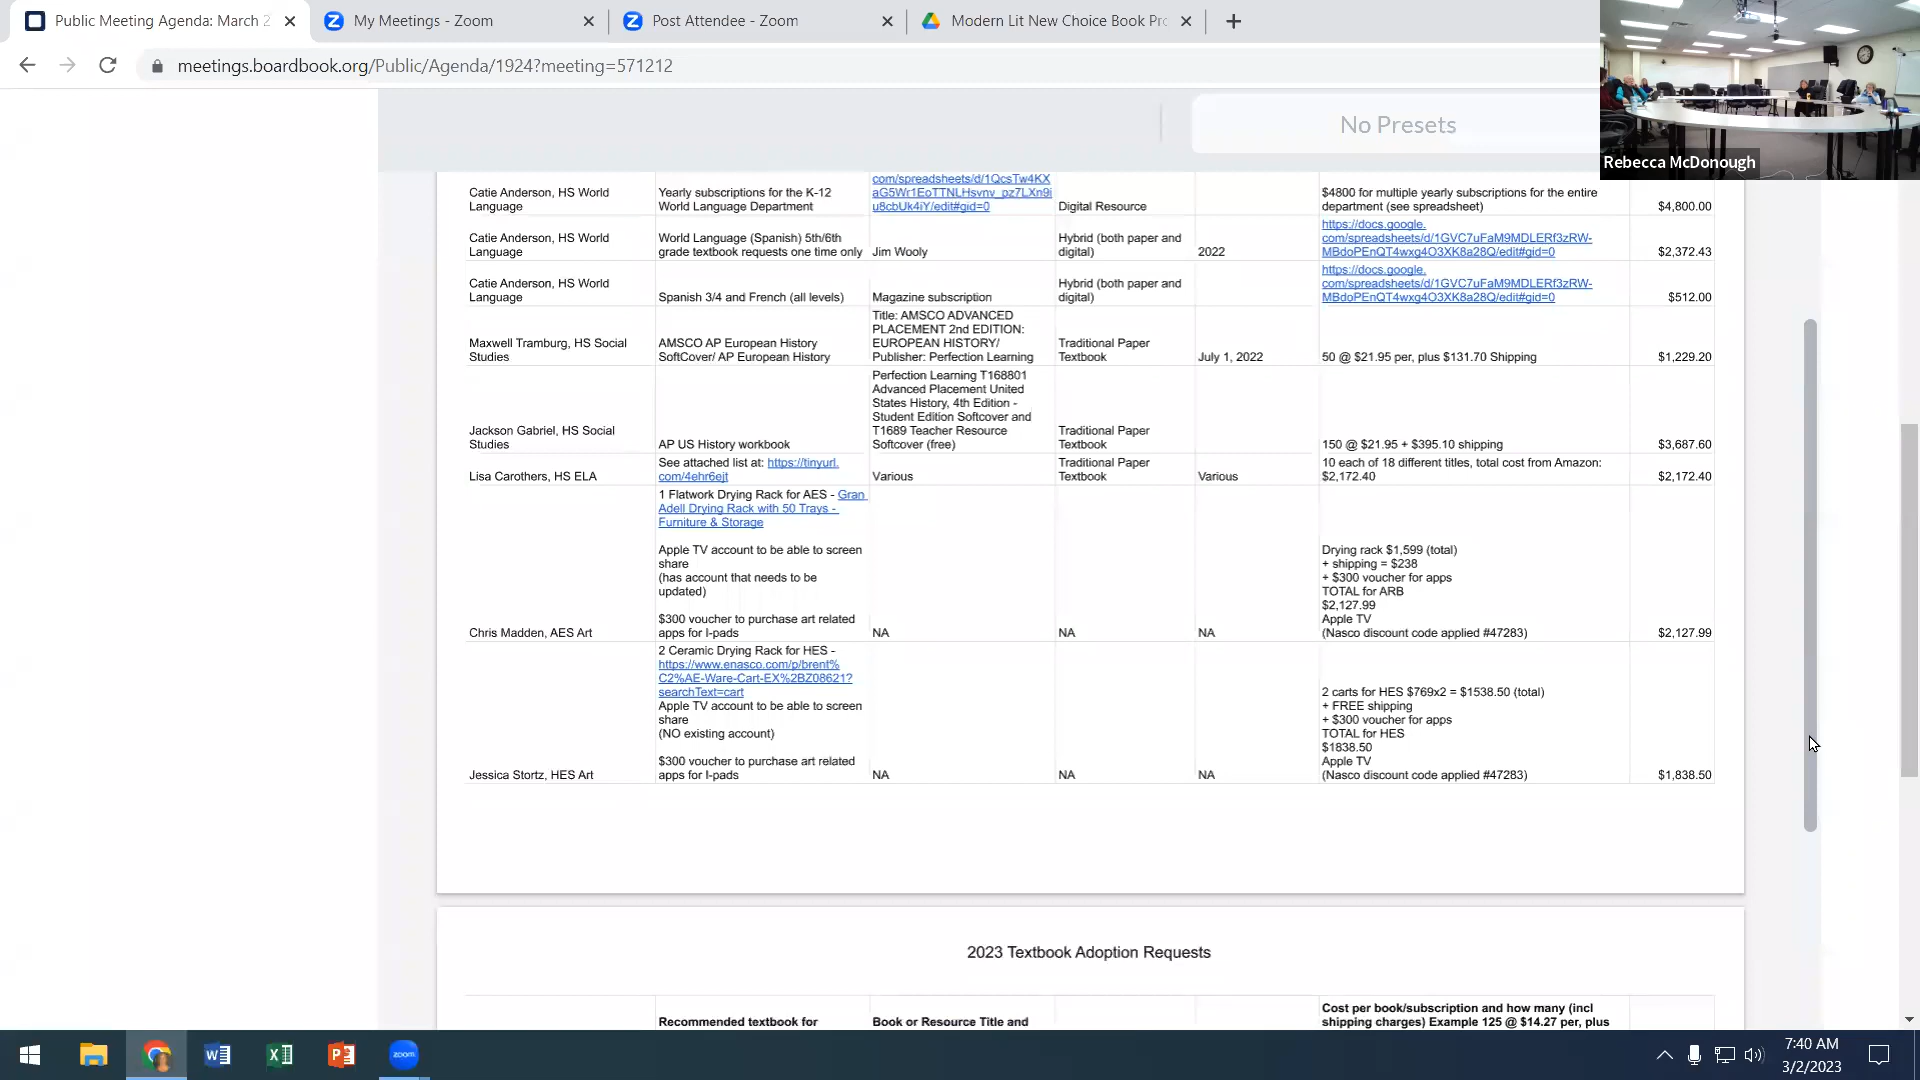 Public Meeting Agenda: March 2
My Meetings - Zoom
Post Attendee - Zoom
Modern Lit New Choice Book Pro
meetings.boardbook.org/Public/Agenda/1924?meeting=571212
No Presets
Rebecca McDonough
Catie Anderson, HS World
Language
Yearly subscriptions for the K-12
World Language Department
com/spreadsheets/d/1QcsTw4KX
aG5Wr1EoTTNLHsvnv_pz7LXn9i
u8cbUk4iY/edit#gid=0
Digital Resource
$4800 for multiple yearly subscriptions for the entire
department (see spreadsheet)
$4,800.00
Catie Anderson, HS World
Language
World Language (Spanish) 5th/6th
grade textbook requests one time only
Jim Wooly
Hybrid (both paper and
digital)
2022
https://docs.google.
com/spreadsheets/d/1GVC7uFaM9MDLERf3zRW-
MBdoPEnQT4wxg4O3XK8a28Q/edit#gid=0
$2,372.43
Catie Anderson, HS World
Language
Spanish 3/4 and French (all levels)
Magazine subscription
Hybrid (both paper and
digital)
https://docs.google.
com/spreadsheets/d/1GVC7uFaM9MDLERf3zRW-
MBdoPEnQT4wxg4O3XK8a28Q/edit#gid=0
$512.00
Maxwell Tramburg, HS Social
Studies
AMSCO AP European History
SoftCover/ AP European History
Title: AMSCO ADVANCED
PLACEMENT 2nd EDITION:
EUROPEAN HISTORY/
Publisher: Perfection Learning
Traditional Paper
Textbook
July 1, 2022
50 @ $21.95 per, plus $131.70 Shipping
$1,229.20
Jackson Gabriel, HS Social
Studies
AP US History workbook
Perfection Learning T168801
Advanced Placement United
States History, 4th Edition -
Student Edition Softcover and
T1689 Teacher Resource
Softcover (free)
Traditional Paper
Textbook
150 @ $21.95 + $395.10 shipping
$3,687.60
Lisa Carothers, HS ELA
See attached list at: https://tinyurl.
com/4ehr6ejt
Various
Traditional Paper
Textbook
Various
10 each of 18 different titles, total cost from Amazon:
$2,172.40
$2,172.40
Chris Madden, AES Art
1 Flatwork Drying Rack for AES - Gran
Adell Drying Rack with 50 Trays -
Furniture & Storage
Apple TV account to be able to screen
share
(has account that needs to be
updated)
$300 voucher to purchase art related
apps for I-pads
NA
NA
NA
Drying rack $1,599 (total)
+ shipping = $238
+ $300 voucher for apps
TOTAL for ARB
$2,127.99
Apple TV
(Nasco discount code applied #47283)
$2,127.99
Jessica Stortz, HES Art
2 Ceramic Drying Rack for HES -
https://www.enasco.com/p/brent%
C2%AE-Ware-Cart-EX%2BZ08621?
searchText=cart
Apple TV account to be able to screen
share
(NO existing account)
$300 voucher to purchase art related
apps for I-pads
NA
NA
NA
2 carts for HES $769x2 = $1538.50 (total)
+ FREE shipping
+ $300 voucher for apps
TOTAL for HES
$1838.50
Apple TV
(Nasco discount code applied #47283)
$1,838.50
2023 Textbook Adoption Requests
Recommended textbook for
Book or Resource Title and
Cost per book/subscription and how many (incl
shipping charges) Example 125 @ $14.27 per, plus
zoom
7:40 AM
3/2/2023